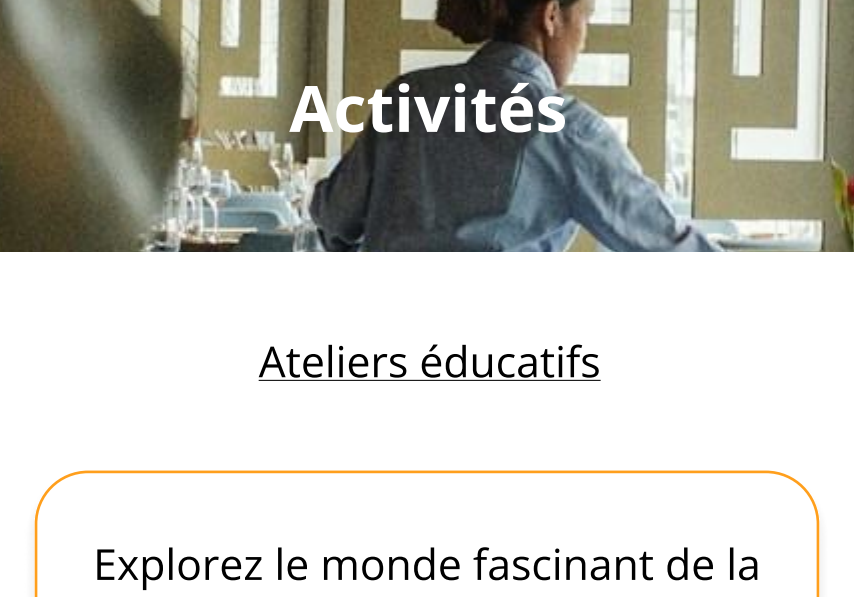 Activités
Ateliers éducatifs
Explorez le monde fascinant de la